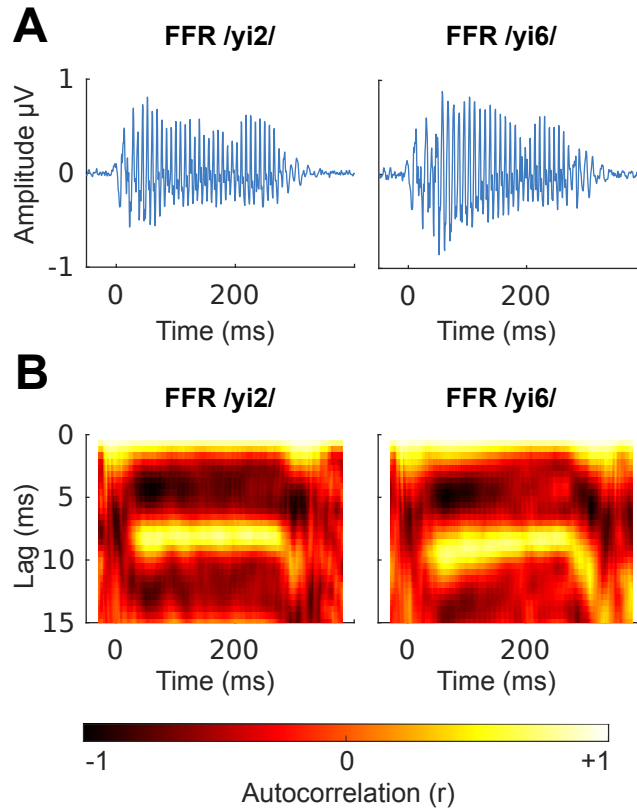 A
FFR /yi2/
FFR /yi6/
Amplitude µV
1
0
-1
0
200
0
200
Time (ms)
Time (ms)
B
FFR /yi2/
FFR /yi6/
Lag (ms)
0
5
10
15
0
200
0
200
Time (ms)
Time (ms)
-1
0
+1
Autocorrelation (r)